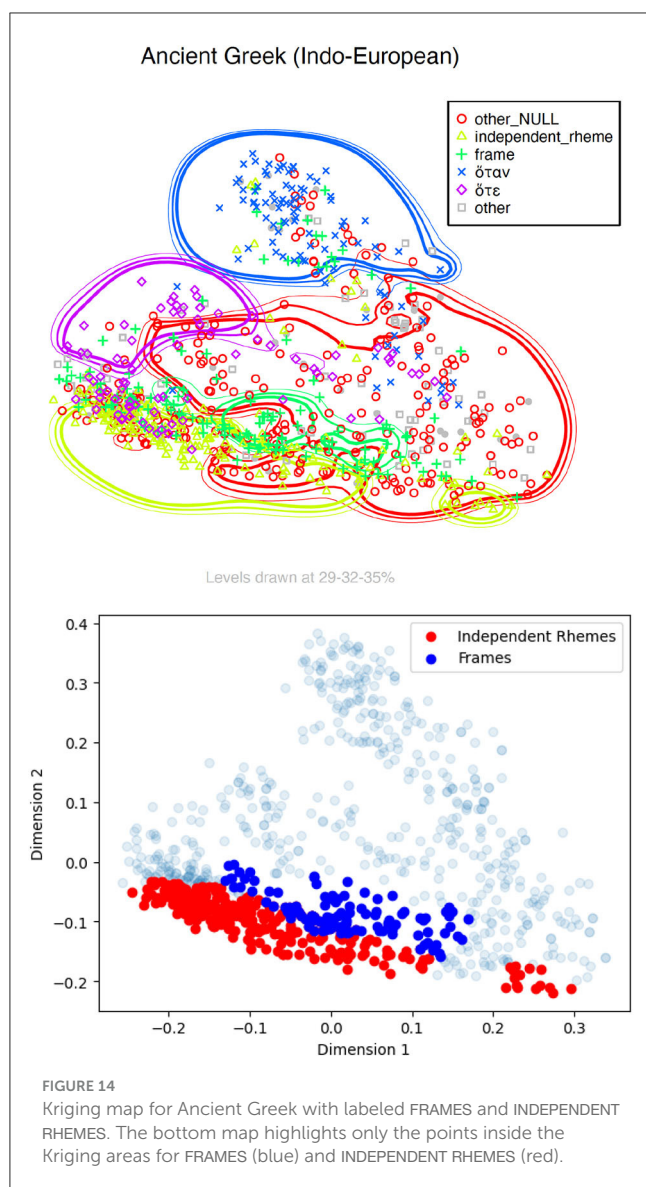 Ancient Greek (Indo-European)
other_NULL
independent_rheme
frame
ὅταν
ὅτε
other
Levels drawn at 29-32-35%
Independent Rhemes
Frames
Dimension 2
0.4
0.3
0.2
0.1
0.0
−0.1
−0.2
−0.2
−0.1
0.0
0.1
0.2
0.3
Dimension 1
FIGURE 14
Kriging map for Ancient Greek with labeled FRAMES and INDEPENDENT
RHEMES. The bottom map highlights only the points inside the
Kriging areas for FRAMES (blue) and INDEPENDENT RHEMES (red).